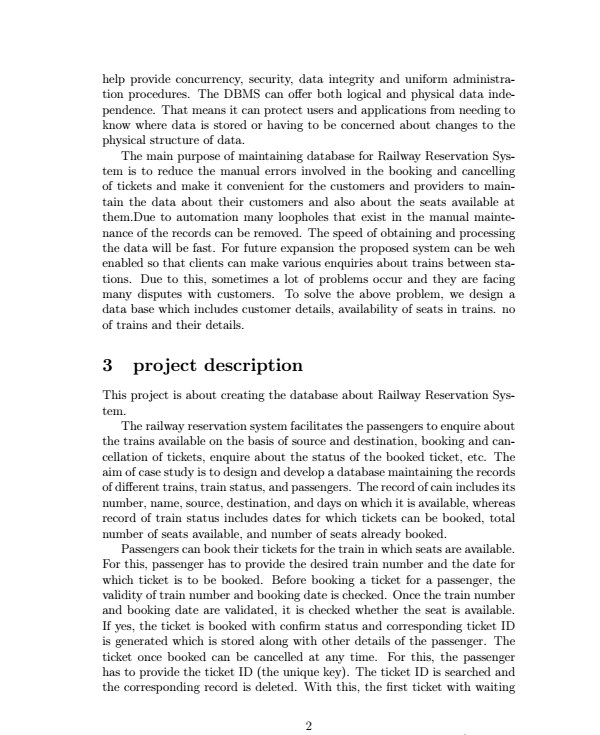 help provide concurrency, security, data integrity and uniform administra-
tion procedures. The DBMS can offer both logical and physical data inde-
pendence. That means it can protect users and applications from needing to
know where data is stored or having to be concerned about changes to the
physical structure of data.
The main purpose of maintaining database for Railway Reservation Sys-
tem is to reduce the manual errors involved in the booking and cancelling
of tickets and make it convenient for the customers and providers to main-
tain the data about their customers and also about the seats available at
them.Due to automation many loopholes that exist in the manual mainte-
nance of the records can be removed. The speed of obtaining and processing
the data will be fast. For future expansion the proposed system can be weh
enabled so that clients can make various enquiries about trains between sta-
tions. Due to this, sometimes a lot of problems occur and they are facing
many disputes with customers. To solve the above problem, we design a
data base which includes customer details, availability of seats in trains. no
of trains and their details.
3 project description
This project is about creating the database about Railway Reservation Sys-
tem.
The railway reservation system facilitates the passengers to enquire about
the trains available on the basis of source and destination, booking and can-
cellation of tickets, enquire about the status of the booked ticket, etc. The
aim of case study is to design and develop a database maintaining the records
of different trains, train status, and passengers. The record of cain includes its
number, name, source, destination, and days on which it is available, whereas
record of train status includes dates for which tickets can be booked, total
number of seats available, and number of seats already booked.
Passengers can book their tickets for the train in which seats are available.
For this, passenger has to provide the desired train number and the date for
which ticket is to be booked. Before booking a ticket for a passenger, the
validity of train number and booking date is checked. Once the train number
and booking date are validated, it is checked whether the seat is available.
If yes, the ticket is booked with confirm status and corresponding ticket ID
is generated which is stored along with other details of the passenger. The
ticket once booked can be cancelled at any time. For this, the passenger
has to provide the ticket ID (the unique key). The ticket ID is searched and
the corresponding record is deleted. With this, the first ticket with waiting
2